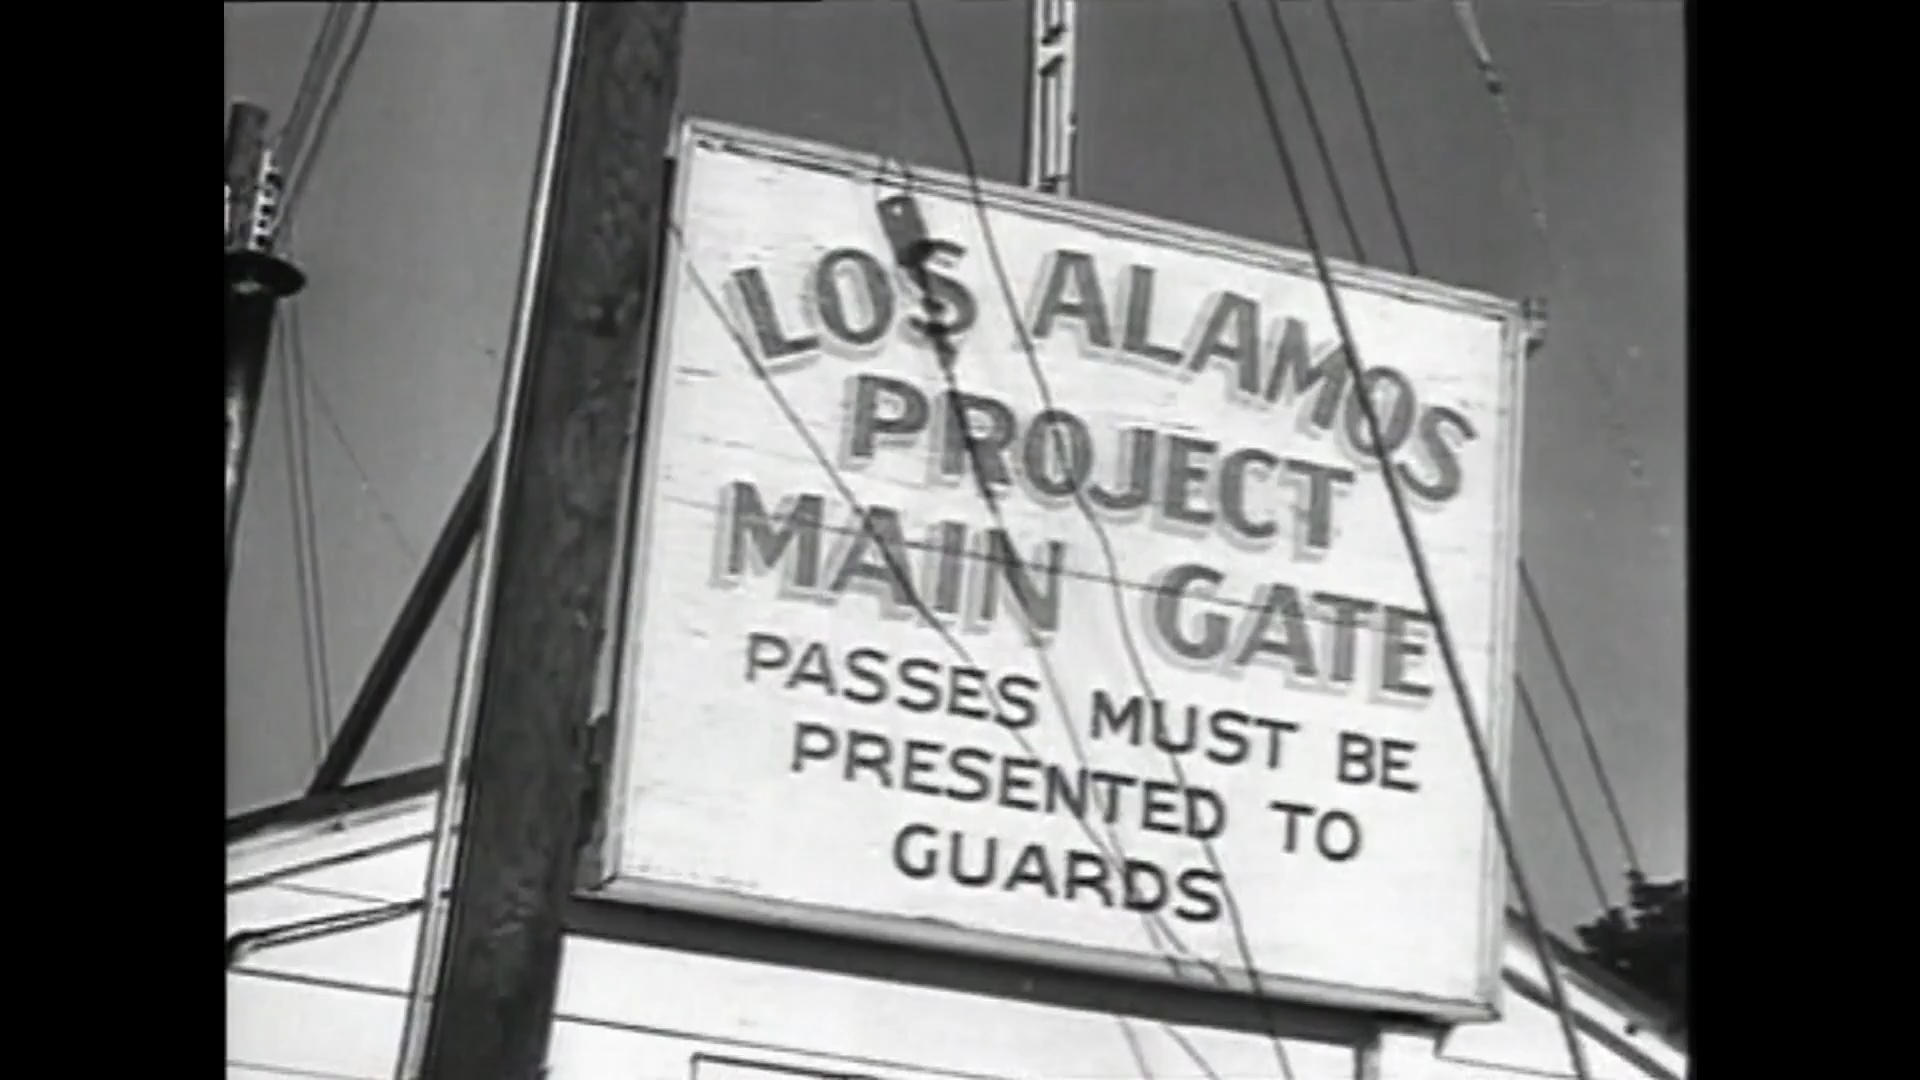 LOS ALAMOS
PROJECT
MAIN GATE
PASSES MUST BE
PRESENTED TO
GUARDS